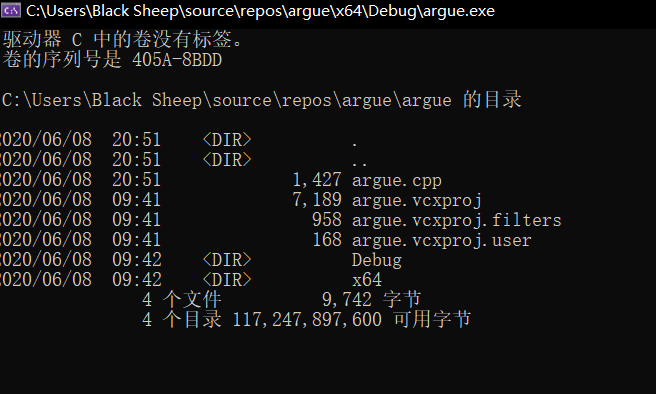 C:\Users\Black Sheep\source\repos\argue\x64\Debug\argue.exe
驱动器 C 中的卷没有标签。
卷的序列号是 405A-8BDD
C:\Users\Black Sheep\source\repos\argue\argue 的目录
2020/06/08  20:51    <DIR>          .
2020/06/08  20:51    <DIR>          ..
2020/06/08  20:51             1,427 argue.cpp
2020/06/08  09:41             7,189 argue.vcxproj
2020/06/08  09:41               958 argue.vcxproj.filters
2020/06/08  09:41               168 argue.vcxproj.user
2020/06/08  09:42    <DIR>          Debug
2020/06/08  09:42    <DIR>          x64
4 个文件          9,742 字节
4 个目录 117,247,897,600 可用字节